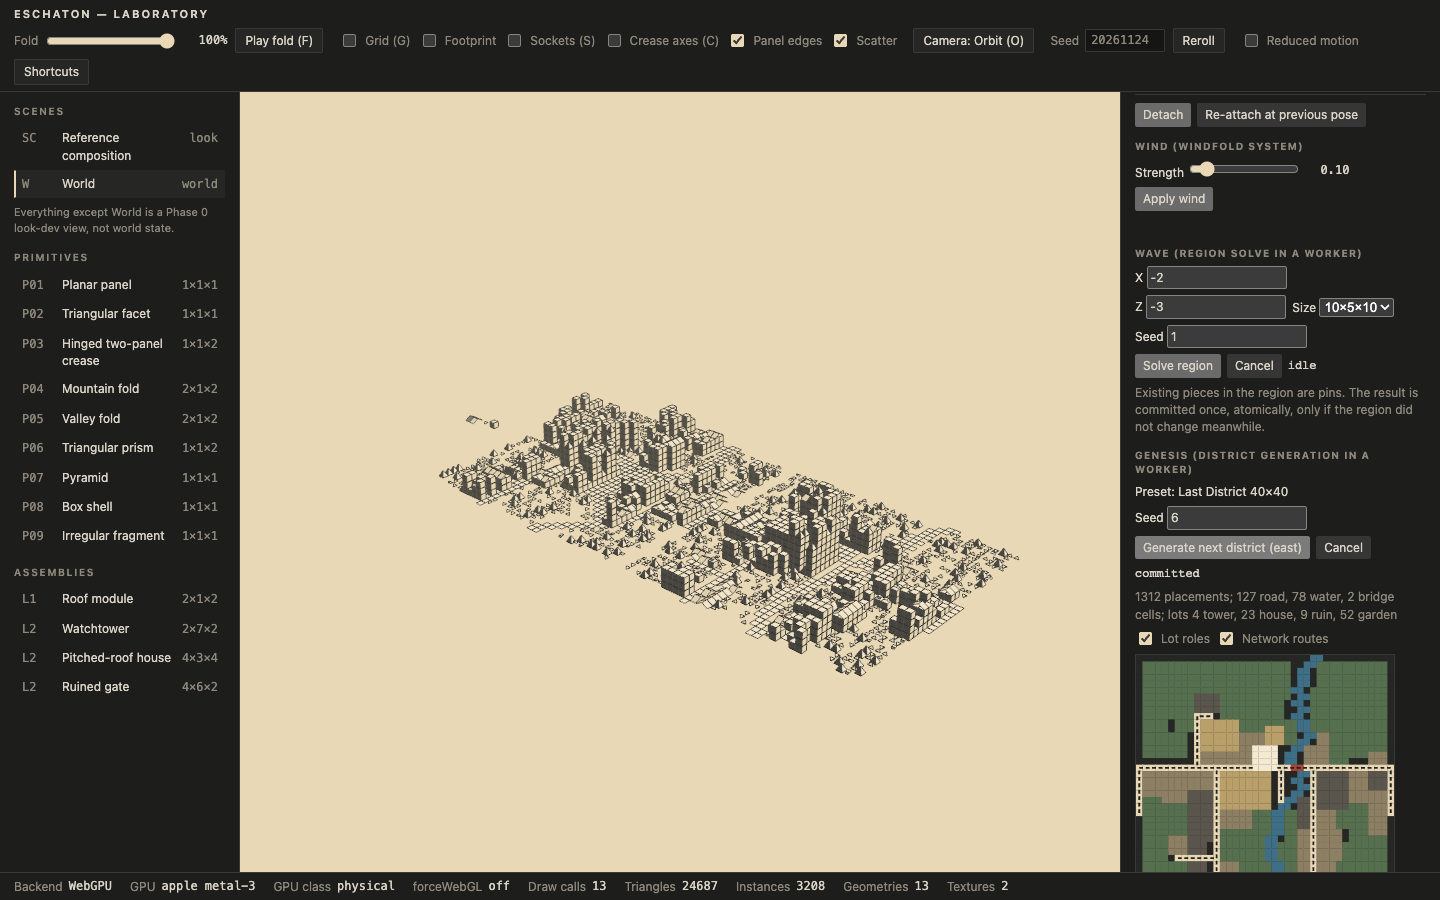 ESCHATON — LABORATORY
Fold 100% Play fold (F) Grid (G) Footprint Sockets (S) Crease axes (C) Panel edges Scatter Camera: Orbit (O) Seed 20261124 Reroll Reduced motion
Shortcuts
SCENES
SC Reference composition look
W World world
Everything except World is a Phase 0
look-dev view, not world state.
PRIMITIVES
P01 Planar panel 1×1×1
P02 Triangular facet 1×1×1
P03 Hinged two-panel crease 1×1×2
P04 Mountain fold 2×1×2
P05 Valley fold 2×1×2
P06 Triangular prism 1×1×2
P07 Pyramid 1×1×1
P08 Box shell 1×1×1
P09 Irregular fragment 1×1×1
ASSEMBLIES
L1 Roof module 2×1×2
L2 Watchtower 2×7×2
L2 Pitched-roof house 4×3×4
L2 Ruined gate 4×6×2
Detach Re-attach at previous pose
WIND (WINDFOLD SYSTEM)
Strength 0.10
Apply wind
WAVE (REGION SOLVE IN A WORKER)
X -2
Z -3 Size 10×5×10
Seed 1
Solve region Cancel idle
Existing pieces in the region are pins. The result is
committed once, atomically, only if the region did
not change meanwhile.
GENESIS (DISTRICT GENERATION IN A
WORKER)
Preset: Last District 40×40
Seed 6
Generate next district (east) Cancel
committed
1312 placements; 127 road, 78 water, 2 bridge
cells; lots 4 tower, 23 house, 9 ruin, 52 garden
Lot roles Network routes
Backend WebGPU GPU apple metal-3 GPU class physical forceWebGL off Draw calls 13 Triangles 24687 Instances 3208 Geometries 13 Textures 2